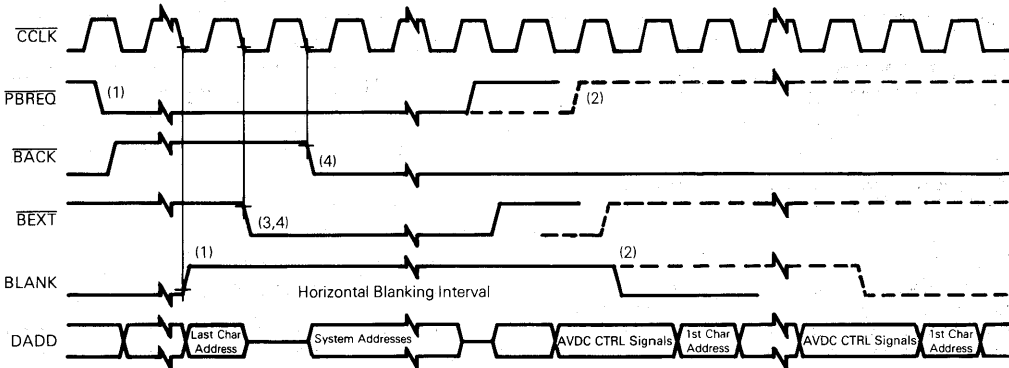 CCLK
PBREQ
(1)
(2)
BACK
(4)
BEXT
(3,4)
BLANK
(1)
(2)
Horizontal Blanking Interval
DADD
Last Char
Address
System Addresses
AVDC CTRL Signals
1st Char
Address
AVDC CTRL Signals
1st Char
Address